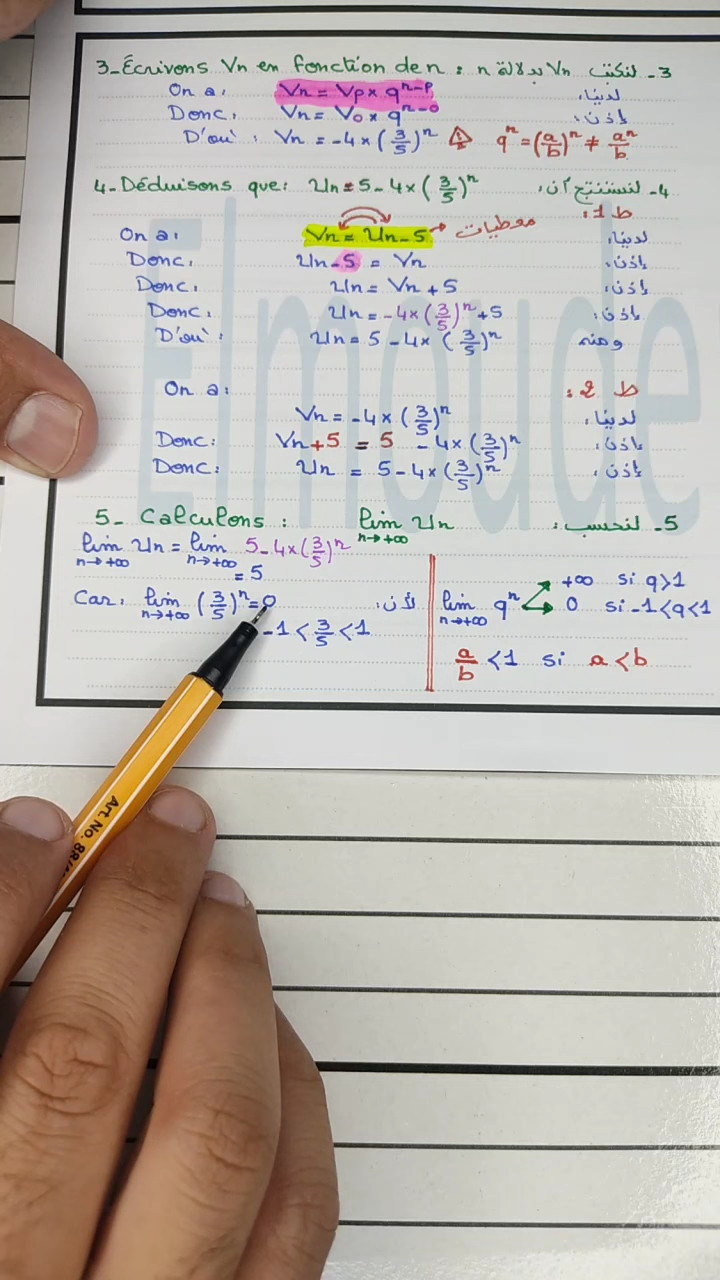 3-Écrivons Vn en fonction de n : n بدلالة Vn لنكتب -3
On a: Vn = Vp × q^(n-p) لدينا:
Donc: Vn = V0 × q^(n-0) إذن:
D'où: Vn = -4×(3/5)^n ⚠ q^n = (a/b)^n ≠ a^n/b
4-Déduisons que: Un = 5-4×(3/5)^n لنستنتج أن: -4
ط 1:
On a: Vn = Un-5 → معطيات لدينا:
Donc: Un-5 = Vn إذن:
Donc: Un = Vn+5 إذن:
Donc: Un = -4×(3/5)^n+5 إذن:
D'où: Un = 5-4×(3/5)^n ومنه
On a: ط 2:
Vn = -4×(3/5)^n لدينا:
Donc: Vn+5 = 5 -4×(3/5)^n إذن:
Donc: Un = 5-4×(3/5)^n إذن:
5- Calculons: lim Un n→+∞ لنحسب: -5
lim Un n→+∞ = lim n→+∞ 5-4×(3/5)^n
= 5
Car: lim n→+∞ (3/5)^n = 0 لأن:
-1 < 3/5 < 1
lim q^n n→+∞
+∞ si q>1
0 si -1<q<1
a/b <1 si a<b
Elmoude
Art No. 88